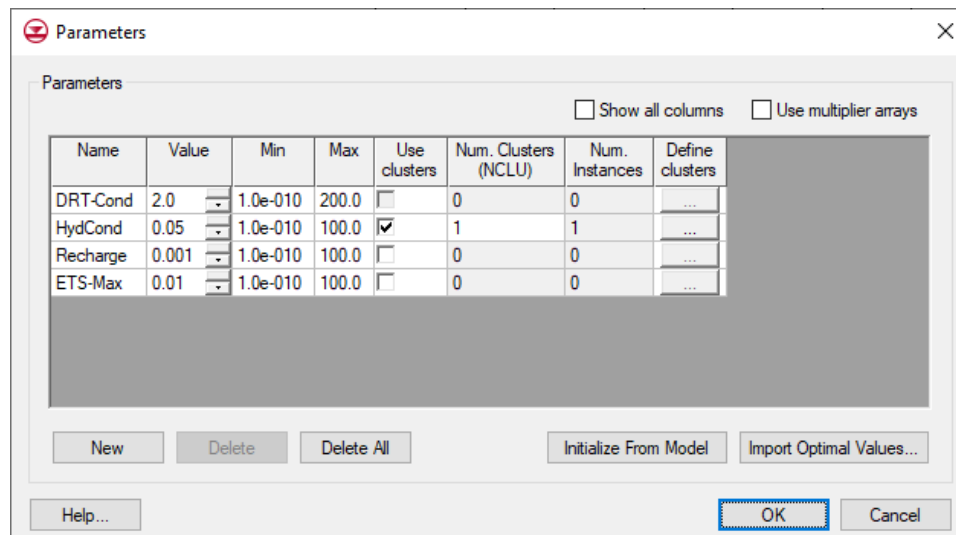 Parameters
Parameters
Show all columns Use multiplier arrays
Name Value Min Max Use clusters Num. Clusters (NCLU) Num. Instances Define clusters
DRT-Cond 2.0 1.0e-010 200.0 0 0 ...
HydCond 0.05 1.0e-010 100.0 1 1 ...
Recharge 0.001 1.0e-010 100.0 0 0 ...
ETS-Max 0.01 1.0e-010 100.0 0 0 ...
New Delete Delete All Initialize From Model Import Optimal Values...
Help... OK Cancel